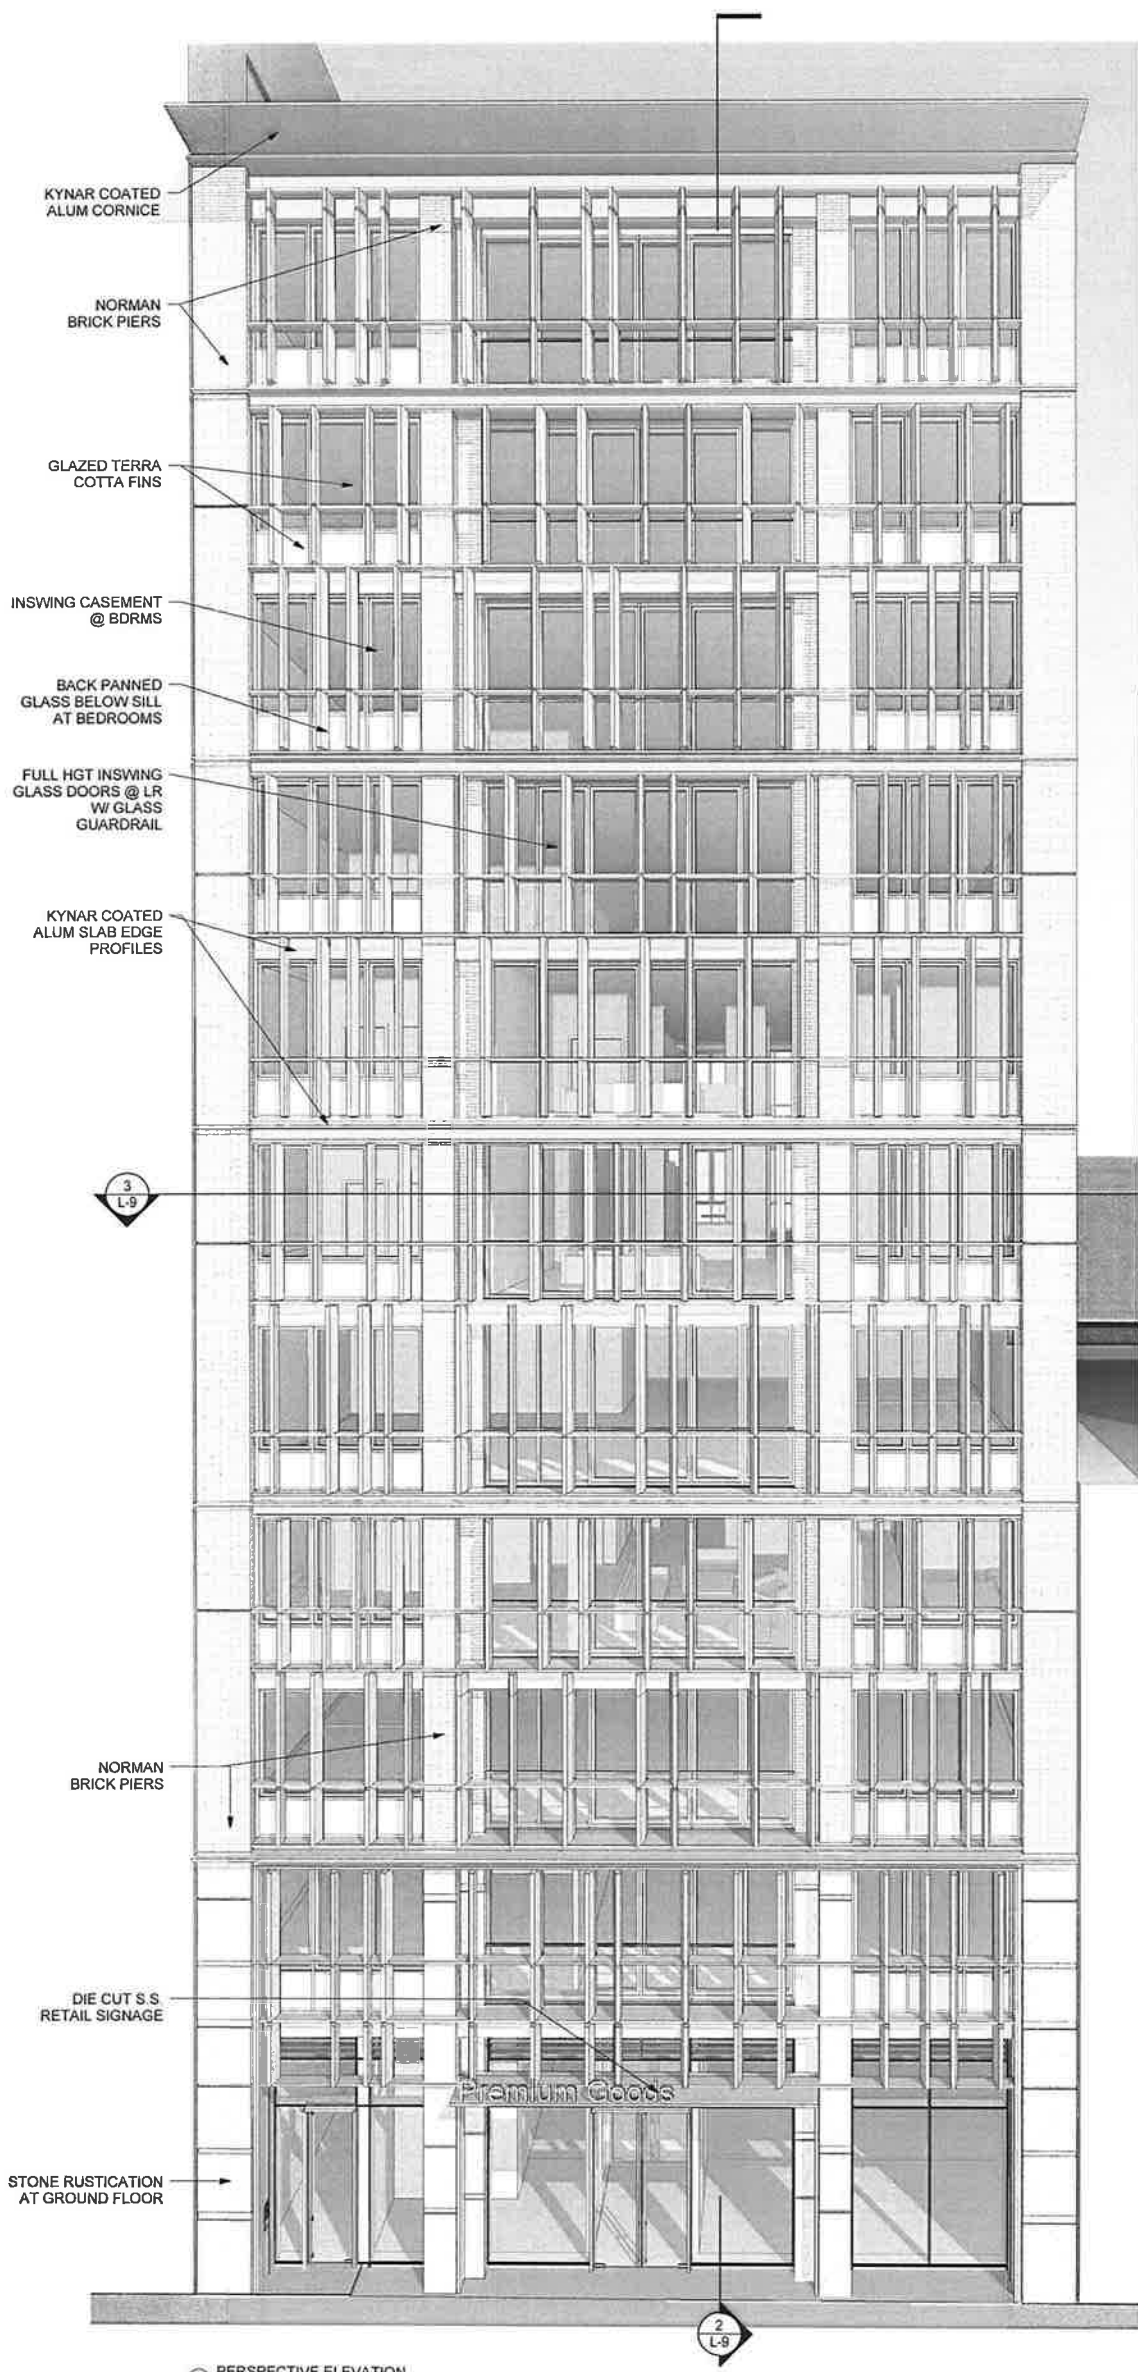 KYNAR COATED
ALUM CORNICE
NORMAN
BRICK PIERS
GLAZED TERRA
COTTA FINS
INSWING CASEMENT
@ BDRMS
BACK PANNED
GLASS BELOW SILL
AT BEDROOMS
FULL HGT INSWING
GLASS DOORS @ LR
W/ GLASS
GUARDRAIL
KYNAR COATED
ALUM SLAB EDGE
PROFILES
3
L-9
NORMAN
BRICK PIERS
DIE CUT S.S.
RETAIL SIGNAGE
Premium Goods
STONE RUSTICATION
AT GROUND FLOOR
2
L-9
PERSPECTIVE ELEVATION